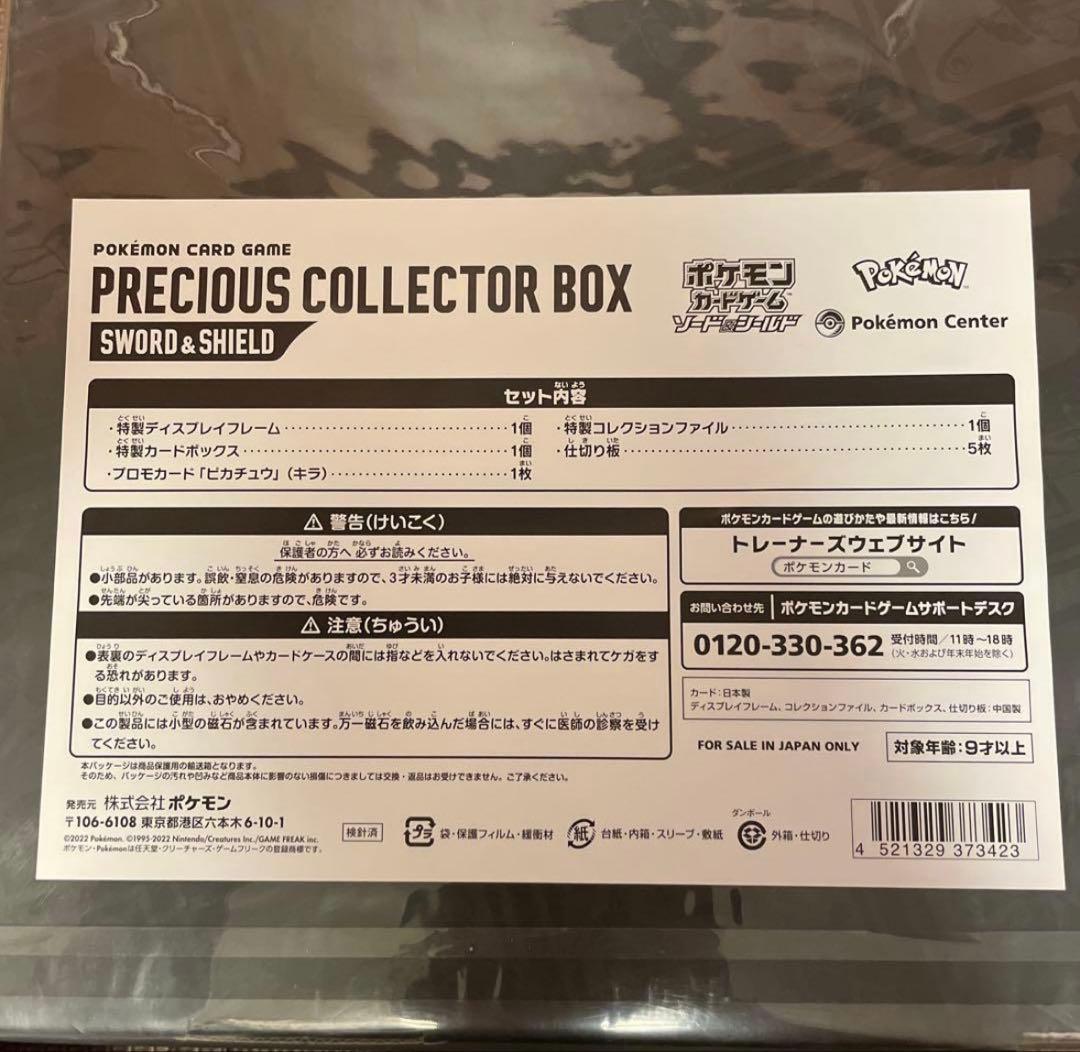 POKÉMON CARD GAME
PRECIOUS COLLECTOR BOX
SWORD & SHIELD
ポケモン
カードゲーム
ソード&シールド
POKÉMON
Pokémon Center
セット内容
・特製ディスプレイフレーム 1個
・特製カードボックス 1個
・プロモカード「ピカチュウ」(キラ) 1枚
・特製コレクションファイル 1個
・仕切り板 5枚
⚠ 警告(けいこく)
保護者の方へ 必ずお読みください。
●小部品があります。誤飲・窒息の危険がありますので、3才未満のお子様には絶対に与えないでください。
●先端が尖っている箇所がありますので、危険です。
⚠ 注意(ちゅうい)
●表裏のディスプレイフレームやカードケースの間には指などを入れないでください。はさまれてケガをす
る恐れがあります。
●目的以外のご使用は、おやめください。
●この製品には小型の磁石が含まれています。万一磁石を飲み込んだ場合には、すぐに医師の診察を受け
てください。
ポケモンカードゲームの遊びかたや最新情報はこちら!
トレーナーズウェブサイト
ポケモンカード
お問い合わせ先 ポケモンカードゲームサポートデスク
0120-330-362 受付時間/11時~18時
(火・水および年末年始を除く)
カード:日本製
ディスプレイフレーム、コレクションファイル、カードボックス、仕切り板:中国製
FOR SALE IN JAPAN ONLY
対象年齢:9才以上
本パッケージは商品保護用の輸送箱となります。
そのため、パッケージの汚れや凹みなど商品本体に影響のない損傷につきましては交換・返品はお受けできません。ご了承ください。
発売元 株式会社ポケモン
〒106-6108 東京都港区六本木6-10-1
©2022 Pokémon. ©1995-2022 Nintendo/Creatures Inc./GAME FREAK inc.
ポケモン・Pokémonは任天堂・クリーチャーズ・ゲームフリークの登録商標です。
検針済
プラ 袋・保護フィルム・緩衝材
紙 台紙・内箱・スリーブ・敷紙
ダンボール
外箱・仕切り
4 521329 373423